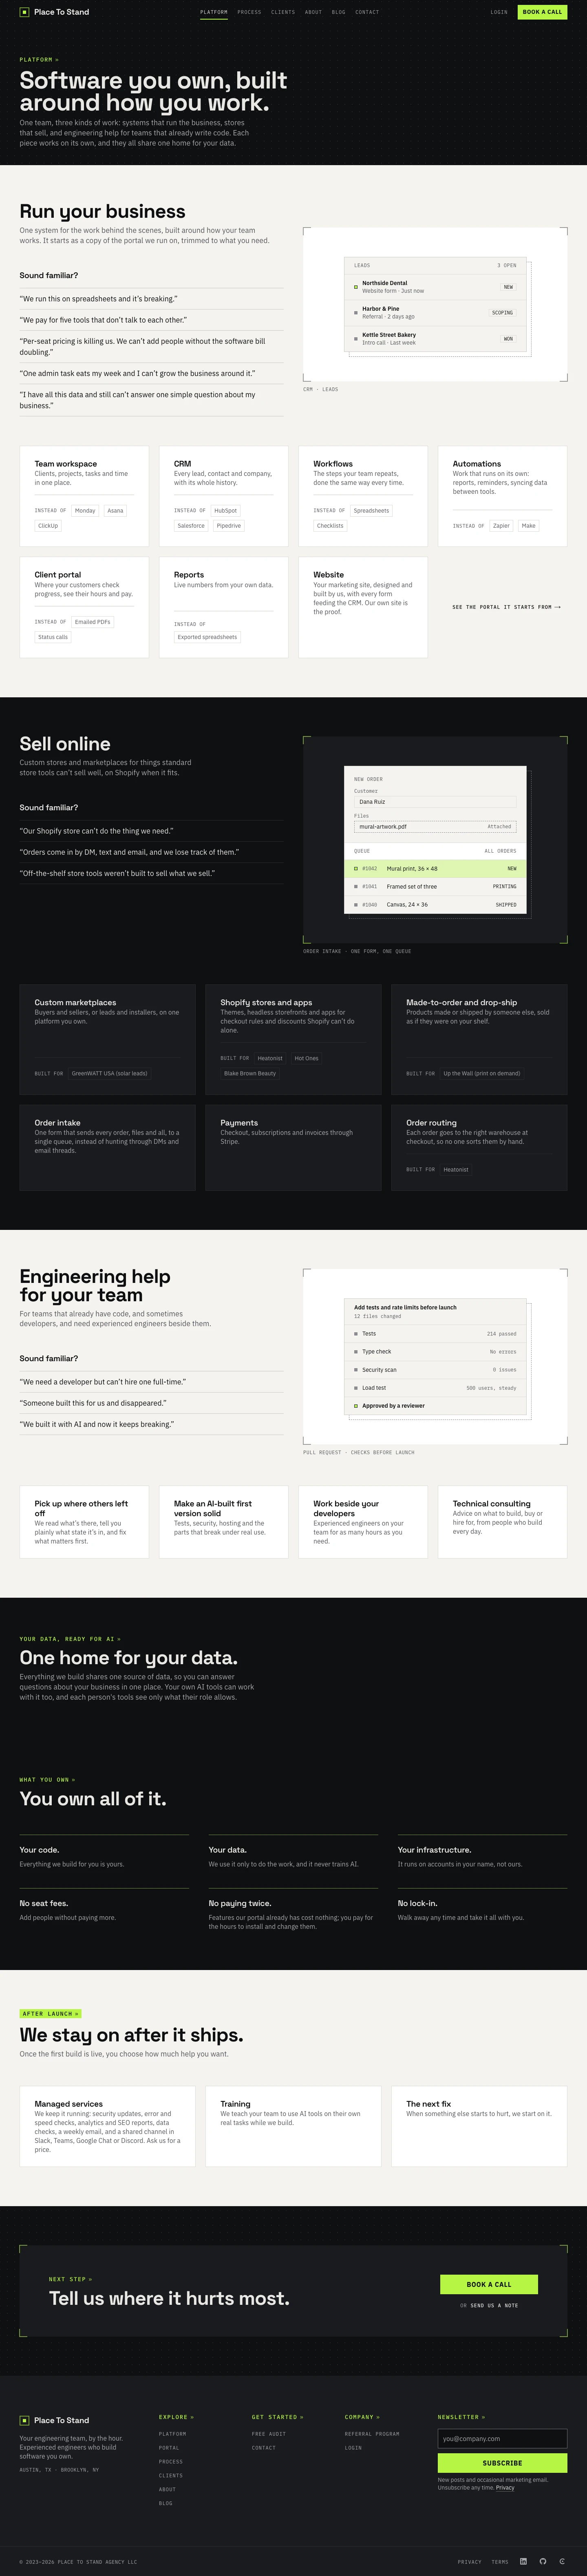 Place To Stand
PLATFORM PROCESS CLIENTS ABOUT BLOG CONTACT
LOGIN BOOK A CALL
PLATFORM »
Software you own, built
around how you work.
One team, three kinds of work: systems that run the business, stores
that sell, and engineering help for teams that already write code. Each
piece works on its own, and they all share one home for your data.
Run your business
One system for the work behind the scenes, built around how your team
works. It starts as a copy of the portal we run on, trimmed to what you need.
Sound familiar?
“We run this on spreadsheets and it’s breaking.”
“We pay for five tools that don’t talk to each other.”
“Per-seat pricing is killing us. We can’t add people without the software bill
doubling.”
“One admin task eats my week and I can’t grow the business around it.”
“I have all this data and still can’t answer one simple question about my
business.”
LEADS 3 OPEN
Northside Dental
Website form · Just now
NEW
Harbor & Pine
Referral · 2 days ago
SCOPING
Kettle Street Bakery
Intro call · Last week
WON
CRM · LEADS
Team workspace
Clients, projects, tasks and time
in one place.
INSTEAD OF Monday Asana
ClickUp
CRM
Every lead, contact and company,
with its whole history.
INSTEAD OF HubSpot
Salesforce Pipedrive
Workflows
The steps your team repeats,
done the same way every time.
INSTEAD OF Spreadsheets
Checklists
Automations
Work that runs on its own:
reports, reminders, syncing data
between tools.
INSTEAD OF Zapier Make
Client portal
Where your customers check
progress, see their hours and pay.
INSTEAD OF Emailed PDFs
Status calls
Reports
Live numbers from your own data.
INSTEAD OF
Exported spreadsheets
Website
Your marketing site, designed and
built by us, with every form
feeding the CRM. Our own site is
the proof.
SEE THE PORTAL IT STARTS FROM →
Sell online
Custom stores and marketplaces for things standard
store tools can’t sell well, on Shopify when it fits.
Sound familiar?
“Our Shopify store can’t do the thing we need.”
“Orders come in by DM, text and email, and we lose track of them.”
“Off-the-shelf store tools weren’t built to sell what we sell.”
NEW ORDER
Customer
Dana Ruiz
Files
mural-artwork.pdf Attached
QUEUE ALL ORDERS
#1042 Mural print, 36 × 48 NEW
#1041 Framed set of three PRINTING
#1040 Canvas, 24 × 36 SHIPPED
ORDER INTAKE · ONE FORM, ONE QUEUE
Custom marketplaces
Buyers and sellers, or leads and installers, on one
platform you own.
BUILT FOR GreenWATT USA (solar leads)
Shopify stores and apps
Themes, headless storefronts and apps for
checkout rules and discounts Shopify can’t do
alone.
BUILT FOR Heatonist Hot Ones
Blake Brown Beauty
Made-to-order and drop-ship
Products made or shipped by someone else, sold
as if they were on your shelf.
BUILT FOR Up the Wall (print on demand)
Order intake
One form that sends every order, files and all, to a
single queue, instead of hunting through DMs and
email threads.
Payments
Checkout, subscriptions and invoices through
Stripe.
Order routing
Each order goes to the right warehouse at
checkout, so no one sorts them by hand.
BUILT FOR Heatonist
Engineering help
for your team
For teams that already have code, and sometimes
developers, and need experienced engineers beside them.
Sound familiar?
“We need a developer but can’t hire one full-time.”
“Someone built this for us and disappeared.”
“We built it with AI and now it keeps breaking.”
Add tests and rate limits before launch
12 files changed
Tests 214 passed
Type check No errors
Security scan 0 issues
Load test 500 users, steady
Approved by a reviewer
PULL REQUEST · CHECKS BEFORE LAUNCH
Pick up where others left
off
We read what’s there, tell you
plainly what state it’s in, and fix
what matters first.
Make an AI-built first
version solid
Tests, security, hosting and the
parts that break under real use.
Work beside your
developers
Experienced engineers on your
team for as many hours as you
need.
Technical consulting
Advice on what to build, buy or
hire for, from people who build
every day.
YOUR DATA, READY FOR AI »
One home for your data.
Everything we build shares one source of data, so you can answer
questions about your business in one place. Your own AI tools can work
with it too, and each person’s tools see only what their role allows.
WHAT YOU OWN »
You own all of it.
Your code.
Everything we build for you is yours.
Your data.
We use it only to do the work, and it never trains AI.
Your infrastructure.
It runs on accounts in your name, not ours.
No seat fees.
Add people without paying more.
No paying twice.
Features our portal already has cost nothing; you pay for
the hours to install and change them.
No lock-in.
Walk away any time and take it all with you.
AFTER LAUNCH »
We stay on after it ships.
Once the first build is live, you choose how much help you want.
Managed services
We keep it running: security updates, error and
speed checks, analytics and SEO reports, data
checks, a weekly email, and a shared channel in
Slack, Teams, Google Chat or Discord. Ask us for a
price.
Training
We teach your team to use AI tools on their own
real tasks while we build.
The next fix
When something else starts to hurt, we start on it.
NEXT STEP »
Tell us where it hurts most.
BOOK A CALL
OR SEND US A NOTE
Place To Stand
Your engineering team, by the hour.
Experienced engineers who build
software you own.
AUSTIN, TX · BROOKLYN, NY
EXPLORE »
PLATFORM
PORTAL
PROCESS
CLIENTS
ABOUT
BLOG
GET STARTED »
FREE AUDIT
CONTACT
COMPANY »
REFERRAL PROGRAM
LOGIN
NEWSLETTER »
you@company.com
SUBSCRIBE
New posts and occasional marketing email.
Unsubscribe any time. Privacy
© 2023–2026 PLACE TO STAND AGENCY LLC
PRIVACY TERMS